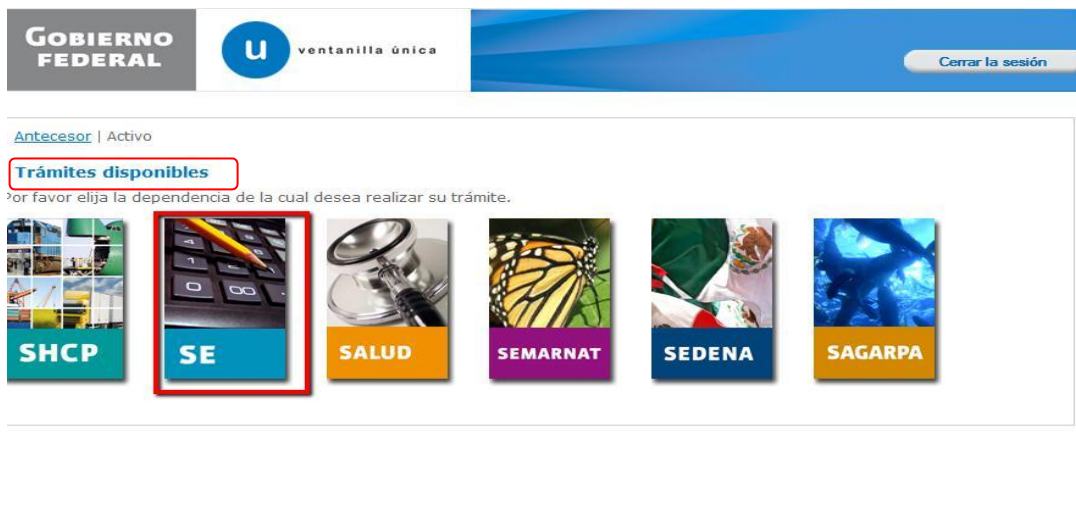 GOBIERNO
FEDERAL
u ventanilla única
Cerrar la sesión
Antecesor | Activo
Trámites disponibles
Por favor elija la dependencia de la cual desea realizar su trámite.
SHCP SE SALUD SEMARNAT SEDENA SAGARPA